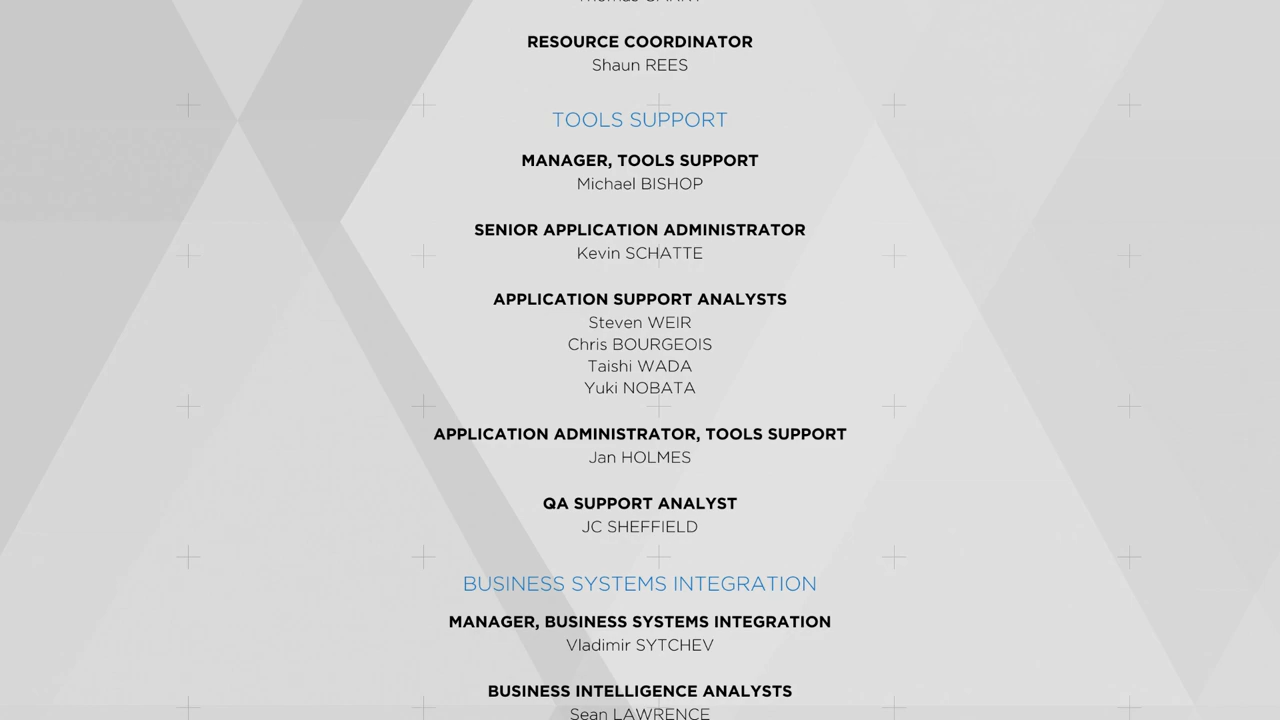 RESOURCE COORDINATOR
Shaun REES
TOOLS SUPPORT
MANAGER, TOOLS SUPPORT
Michael BISHOP
SENIOR APPLICATION ADMINISTRATOR
Kevin SCHATTE
APPLICATION SUPPORT ANALYSTS
Steven WEIR
Chris BOURGEOIS
Taishi WADA
Yuki NOBATA
APPLICATION ADMINISTRATOR, TOOLS SUPPORT
Jan HOLMES
QA SUPPORT ANALYST
JC SHEFFIELD
BUSINESS SYSTEMS INTEGRATION
MANAGER, BUSINESS SYSTEMS INTEGRATION
Vladimir SYTCHEV
BUSINESS INTELLIGENCE ANALYSTS
Sean LAWRENCE